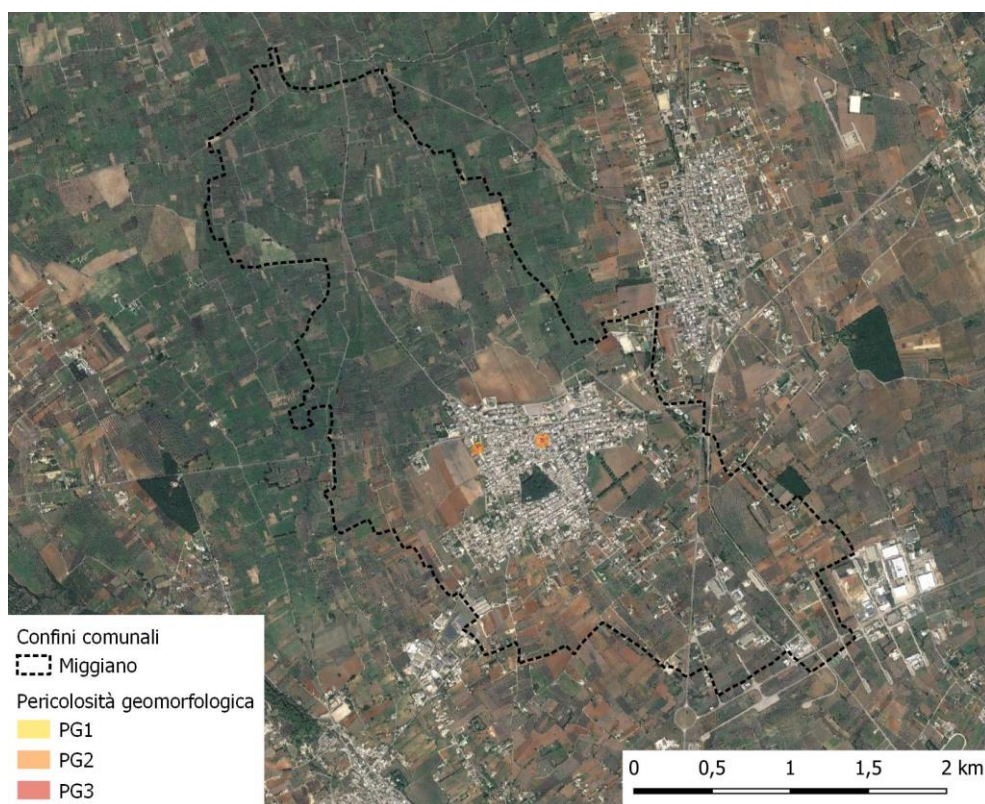 Confini comunali
Miggiano
Pericolosità geomorfologica
PG1
PG2
PG3
0 0,5 1 1,5 2 km